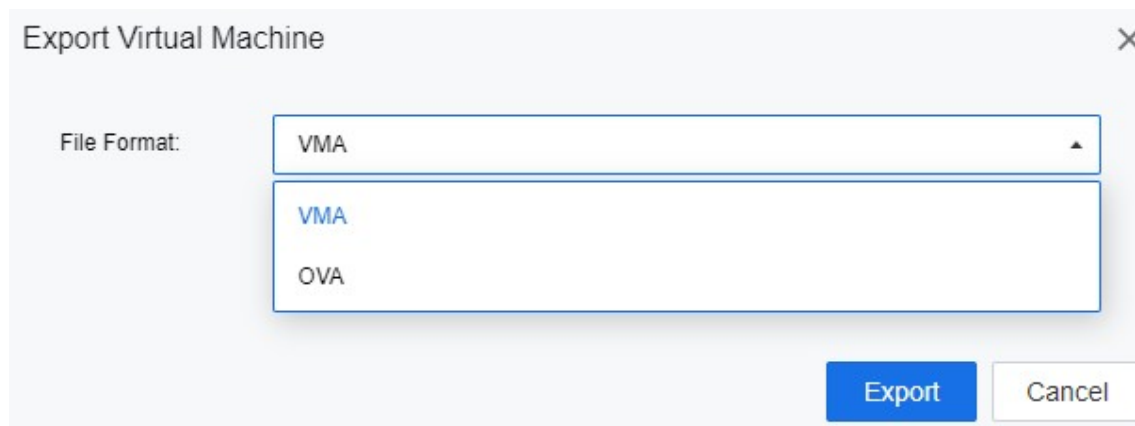 Export Virtual Machine
File Format: VMA
VMA
OVA
Export Cancel